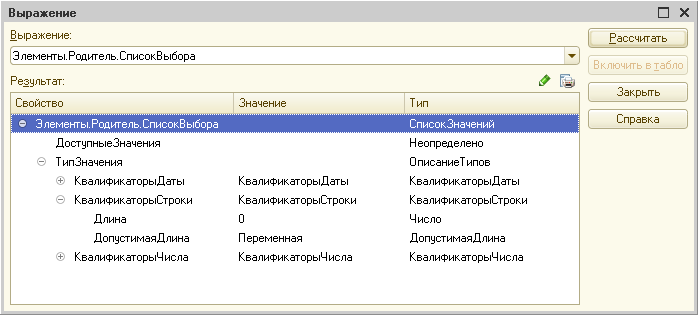 Выражение
Выражение:
Элементы.Родитель.СписокВыбора
Рассчитать
Включить в табло
Закрыть
Справка
Результат:
Свойство Значение Тип
Элементы.Родитель.СписокВыбора СписокЗначений
ДоступныеЗначения Неопределено
ТипЗначения ОписаниеТипов
КвалификаторыДаты КвалификаторыДаты КвалификаторыДаты
КвалификаторыСтроки КвалификаторыСтроки КвалификаторыСтроки
Длина 0 Число
ДопустимаяДлина Переменная ДопустимаяДлина
КвалификаторыЧисла КвалификаторыЧисла КвалификаторыЧисла